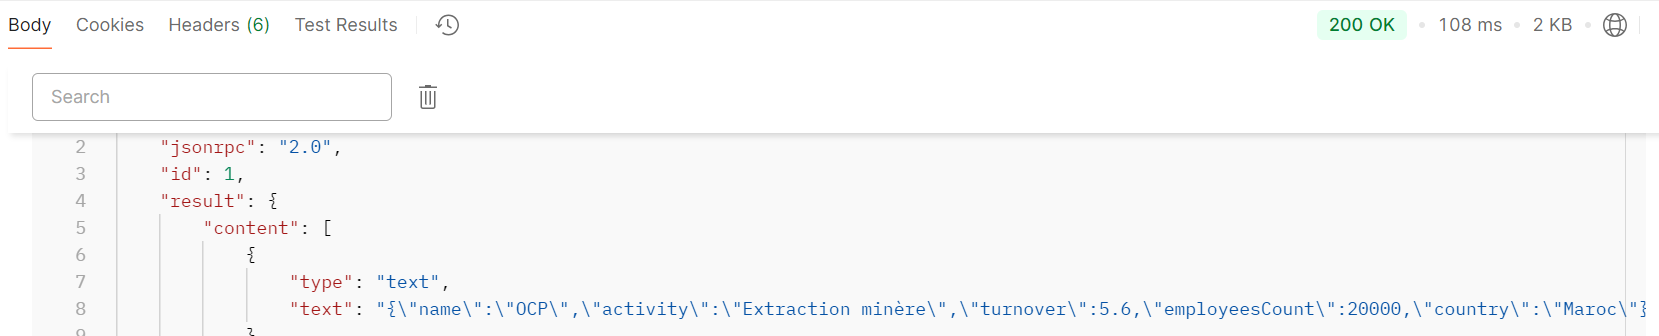 Body Cookies Headers (6) Test Results 200 OK • 108 ms • 2 KB •
Search
2 "jsonrpc": "2.0",
3 "id": 1,
4 "result": {
5 "content": [
6 {
7 "type": "text",
8 "text": "{\"name\":\"OCP\",\"activity\":\"Extraction minère\",\"turnover\":5.6,\"employeesCount\":20000,\"country\":\"Maroc\"}
9 }